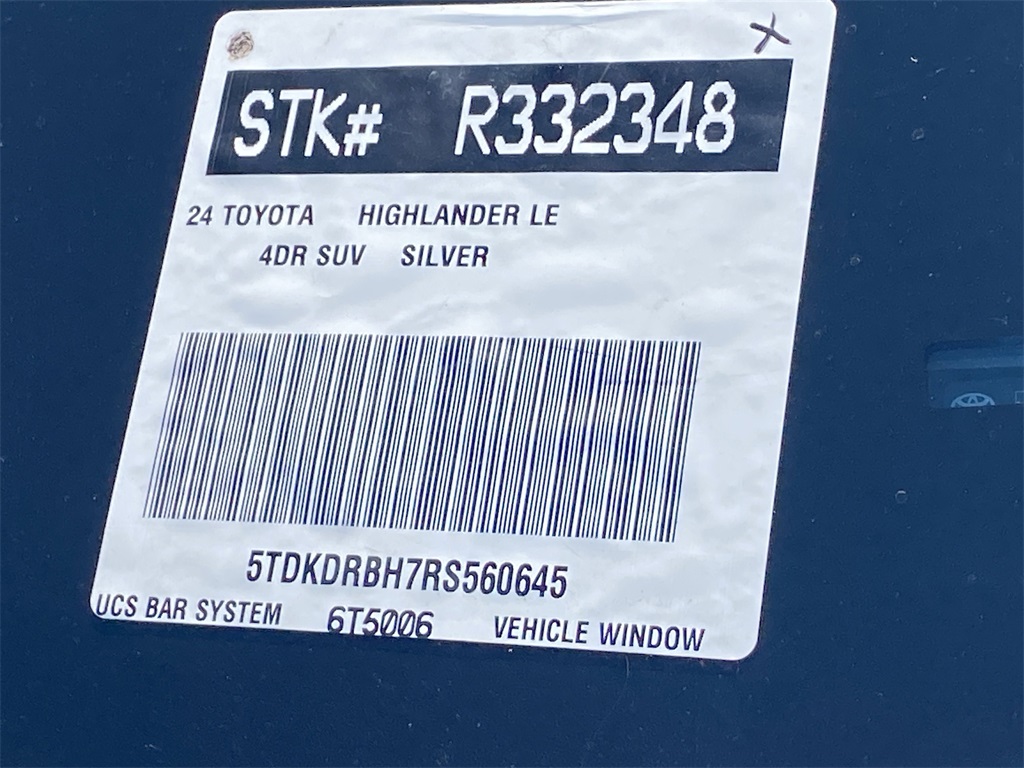 X
STK# R332348
24 TOYOTA HIGHLANDER LE
4DR SUV SILVER
5TDKDRBH7RS560645
UCS BAR SYSTEM 6T5006 VEHICLE WINDOW